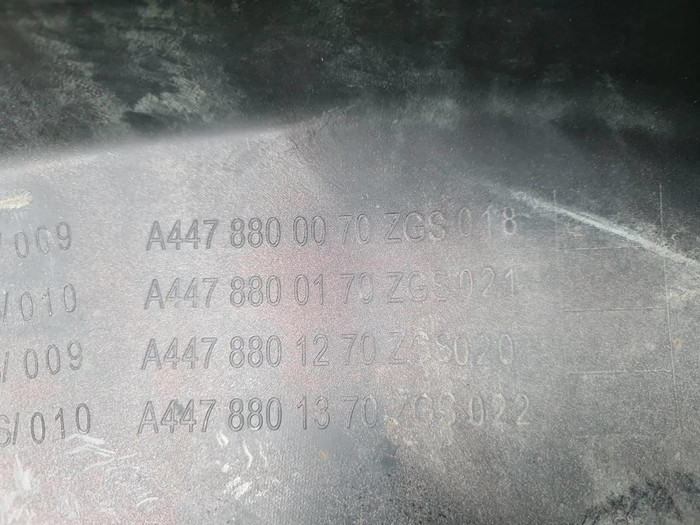 / 009 A447 880 00 70 ZGS 018
/ 010 A447 880 01 70 ZGS 021
/ 009 A447 880 12 70 ZGS 020
S/ 010 A447 880 13 70 ZGS 022